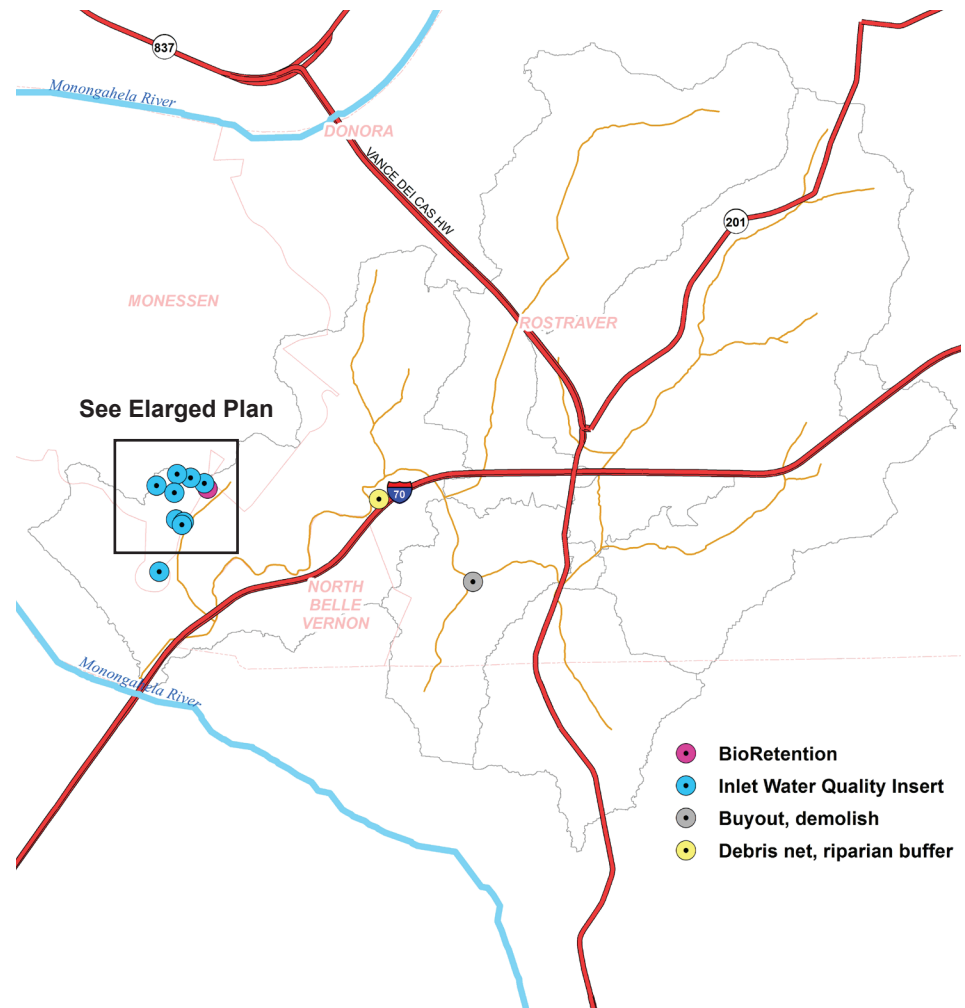 837
Monongahela River
DONORA
VANCE DEI CAS HW
201
MONESSEN
ROSTRAVER
See Elarged Plan
70
NORTH
BELLE
VERNON
Monongahela River
BioRetention
Inlet Water Quality Insert
Buyout, demolish
Debris net, riparian buffer